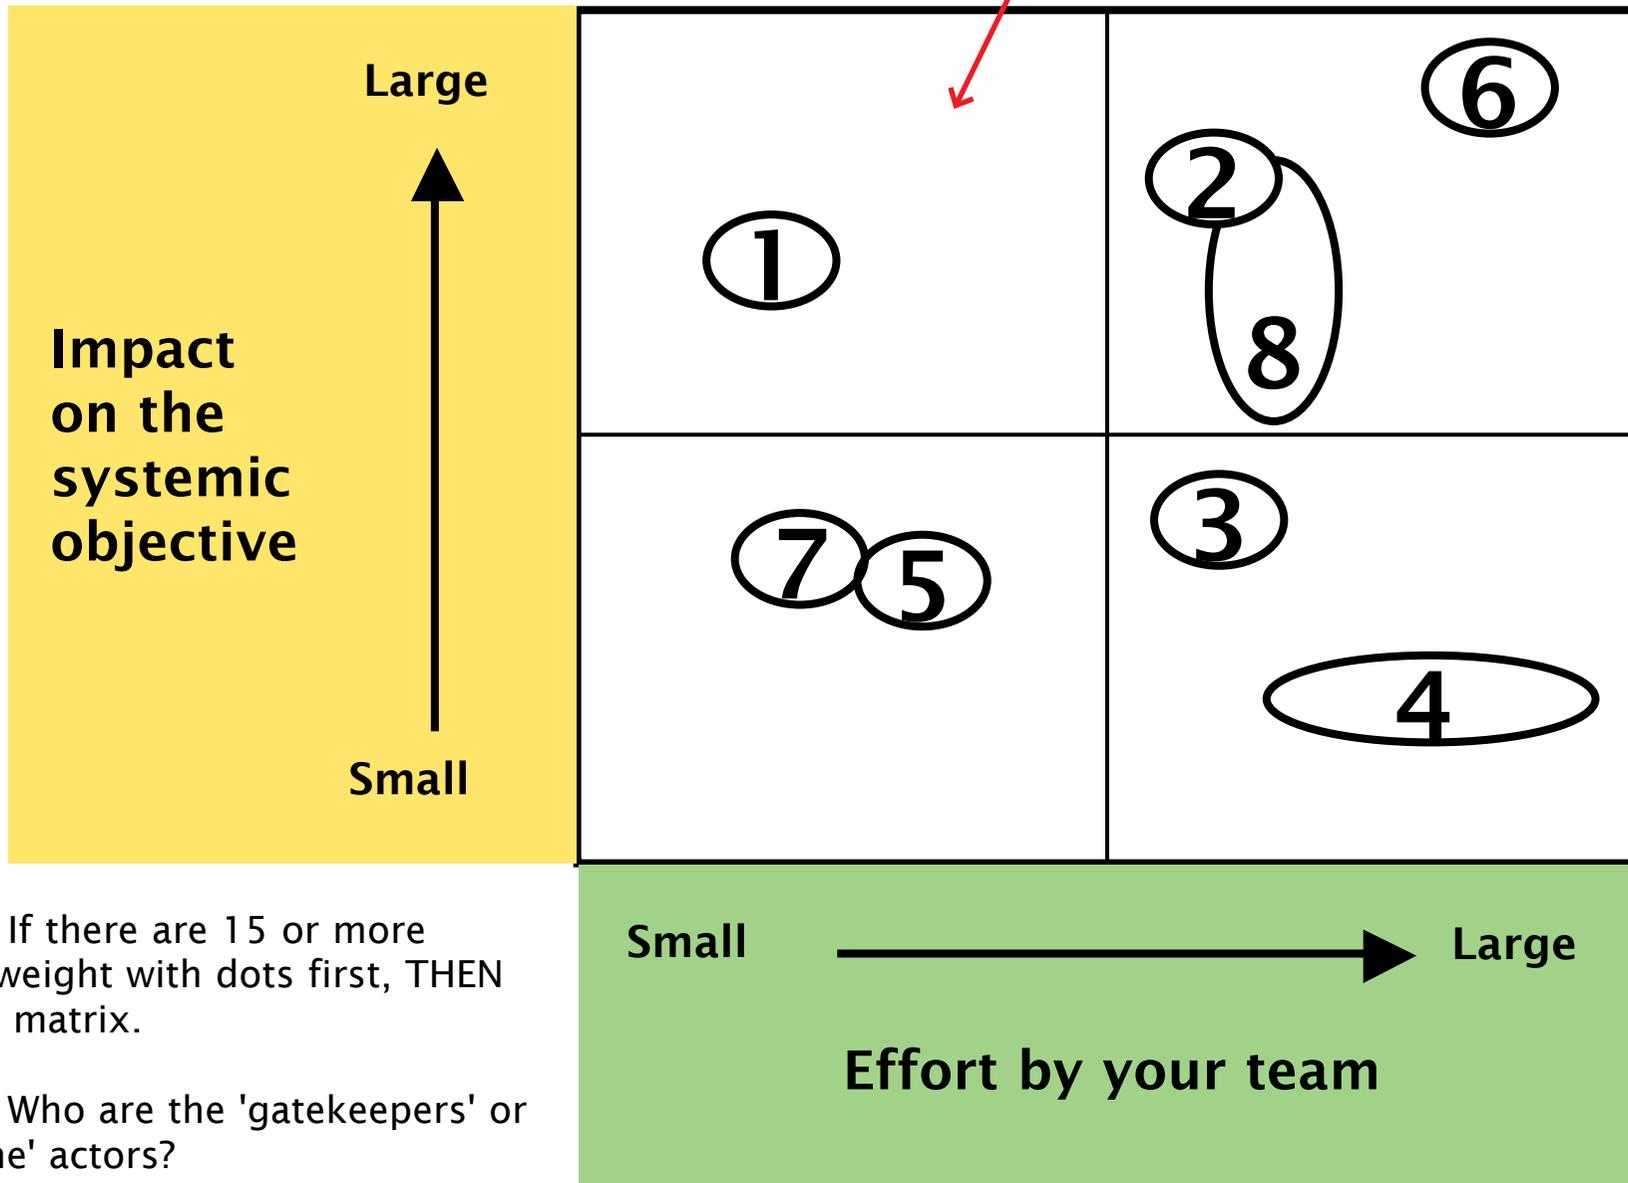 Large
6
2
1
8
Impact
on the
systemic
objective
3
7
5
4
Small
If there are 15 or more
weight with dots first, THEN
matrix.
Who are the 'gatekeepers' or
actors?
Small
Large
Effort by your team